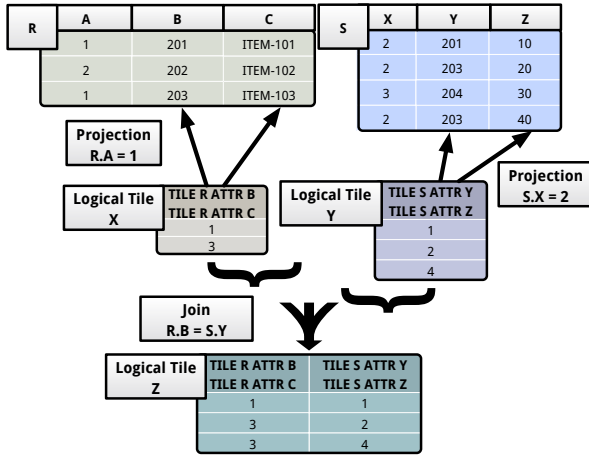 R
A B C
1 201 ITEM-101
2 202 ITEM-102
1 203 ITEM-103
S
X Y Z
2 201 10
2 203 20
3 204 30
2 203 40
Projection
R.A = 1
Projection
S.X = 2
Logical Tile
X
TILE R ATTR B
TILE R ATTR C
1
3
Logical Tile
Y
TILE S ATTR Y
TILE S ATTR Z
1
2
4
Join
R.B = S.Y
Logical Tile
Z
TILE R ATTR B TILE S ATTR Y
TILE R ATTR C TILE S ATTR Z
1 1
3 2
3 4